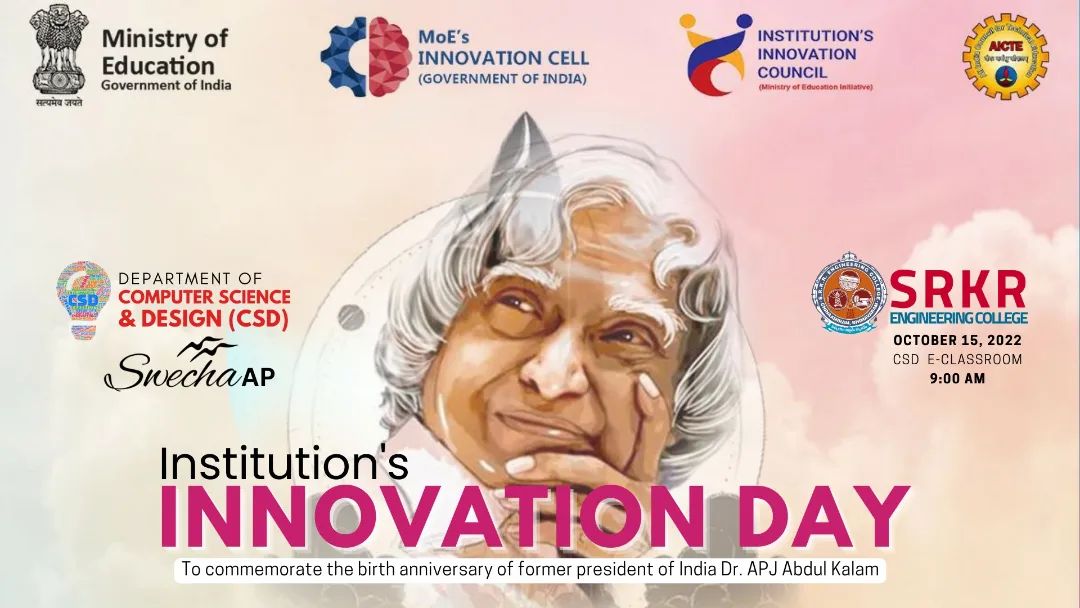 Ministry of
Education
Government of India
सत्यमेव जयते
MoE's
INNOVATION CELL
(GOVERNMENT OF INDIA)
INSTITUTION'S
INNOVATION
COUNCIL
(Ministry of Education Initiative)
AICTE
CSD
DEPARTMENT OF
COMPUTER SCIENCE
& DESIGN (CSD)
Swecha AP
SRKR
ENGINEERING COLLEGE
OCTOBER 15, 2022
CSD E-CLASSROOM
9:00 AM
Institution's
INNOVATION DAY
To commemorate the birth anniversary of former president of India Dr. APJ Abdul Kalam